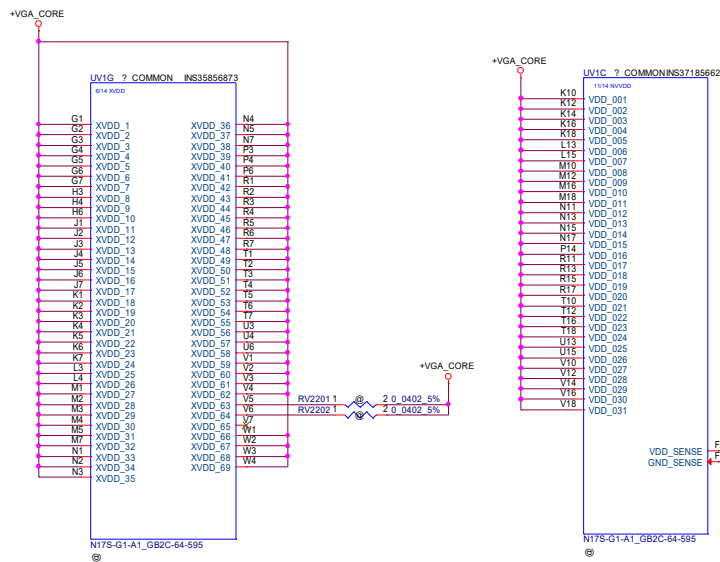 +VGA_CORE
UV1G ? COMMON INS35856873
6/14 XVDD
G1 XVDD_1 XVDD_36 N4
G2 XVDD_2 XVDD_37 N5
G3 XVDD_3 XVDD_38 N7
G4 XVDD_4 XVDD_39 P3
G5 XVDD_5 XVDD_40 P4
G6 XVDD_6 XVDD_41 P6
G7 XVDD_7 XVDD_42 R1
H3 XVDD_8 XVDD_43 R2
H4 XVDD_9 XVDD_44 R3
H6 XVDD_10 XVDD_45 R4
J1 XVDD_11 XVDD_46 R5
J2 XVDD_12 XVDD_47 R6
J3 XVDD_13 XVDD_48 R7
J4 XVDD_14 XVDD_49 T1
J5 XVDD_15 XVDD_50 T2
J6 XVDD_16 XVDD_51 T3
J7 XVDD_17 XVDD_52 T4
K1 XVDD_18 XVDD_53 T5
K2 XVDD_19 XVDD_54 T6
K3 XVDD_20 XVDD_55 T7
K4 XVDD_21 XVDD_56 U3
K5 XVDD_22 XVDD_57 U4
K6 XVDD_23 XVDD_58 U6
K7 XVDD_24 XVDD_59 V1
L3 XVDD_25 XVDD_60 V2
L4 XVDD_26 XVDD_61 V3
M1 XVDD_27 XVDD_62 V4
M2 XVDD_28 XVDD_63 V5
M3 XVDD_29 XVDD_64 V6
M4 XVDD_30 XVDD_65 V7
M5 XVDD_31 XVDD_66 W1
M7 XVDD_32 XVDD_67 W2
N1 XVDD_33 XVDD_68 W3
N2 XVDD_34 XVDD_69 W4
N3 XVDD_35
N17S-G1-A1_GB2C-64-595
@
+VGA_CORE
RV2201 1 @ 2 0_0402_5%
RV2202 1 @ 2 0_0402_5%
+VGA_CORE
UV1C ? COMMON INS37185662
11/14 NVVDD
K10 VDD_001
K12 VDD_002
K14 VDD_003
K16 VDD_004
K18 VDD_005
L13 VDD_006
L15 VDD_007
M10 VDD_008
M12 VDD_009
M16 VDD_010
M18 VDD_011
N11 VDD_012
N13 VDD_013
N15 VDD_014
N17 VDD_015
P14 VDD_016
R11 VDD_017
R13 VDD_018
R15 VDD_019
R17 VDD_020
T10 VDD_021
T12 VDD_022
T16 VDD_023
T18 VDD_024
U13 VDD_025
U15 VDD_026
V10 VDD_027
V12 VDD_028
V14 VDD_029
V16 VDD_030
V18 VDD_031
VDD_SENSE F
GND_SENSE F
N17S-G1-A1_GB2C-64-595
@